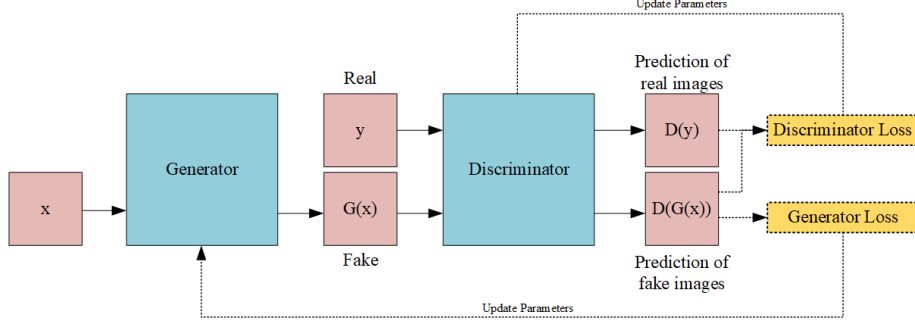 Update Parameters
Prediction of
real images
Real
y
D(y)
Discriminator Loss
Generator
Discriminator
x
G(x)
D(G(x))
Generator Loss
Fake
Prediction of
fake images
Update Parameters